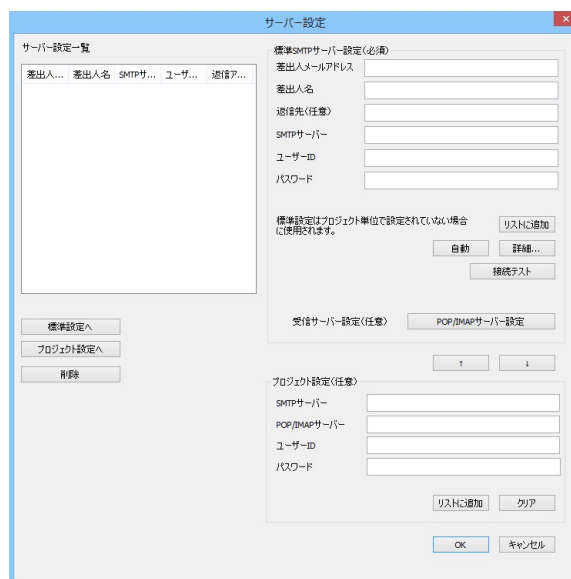 サーバー設定
サーバー設定一覧
差出人... 差出人名 SMTPサ... ユーザ... 返信ア...
標準設定へ
プロジェクト設定へ
削除
標準SMTPサーバー設定(必須)
差出人メールアドレス
差出人名
返信先(任意)
SMTPサーバー
ユーザーID
パスワード
標準設定はプロジェクト単位で設定されていない場合
に使用されます。
リストに追加
自動 詳細...
接続テスト
受信サーバー設定(任意) POP/IMAPサーバー設定
↑ ↓
プロジェクト設定(任意)
SMTPサーバー
POP/IMAPサーバー
ユーザーID
パスワード
リストに追加 クリア
OK キャンセル